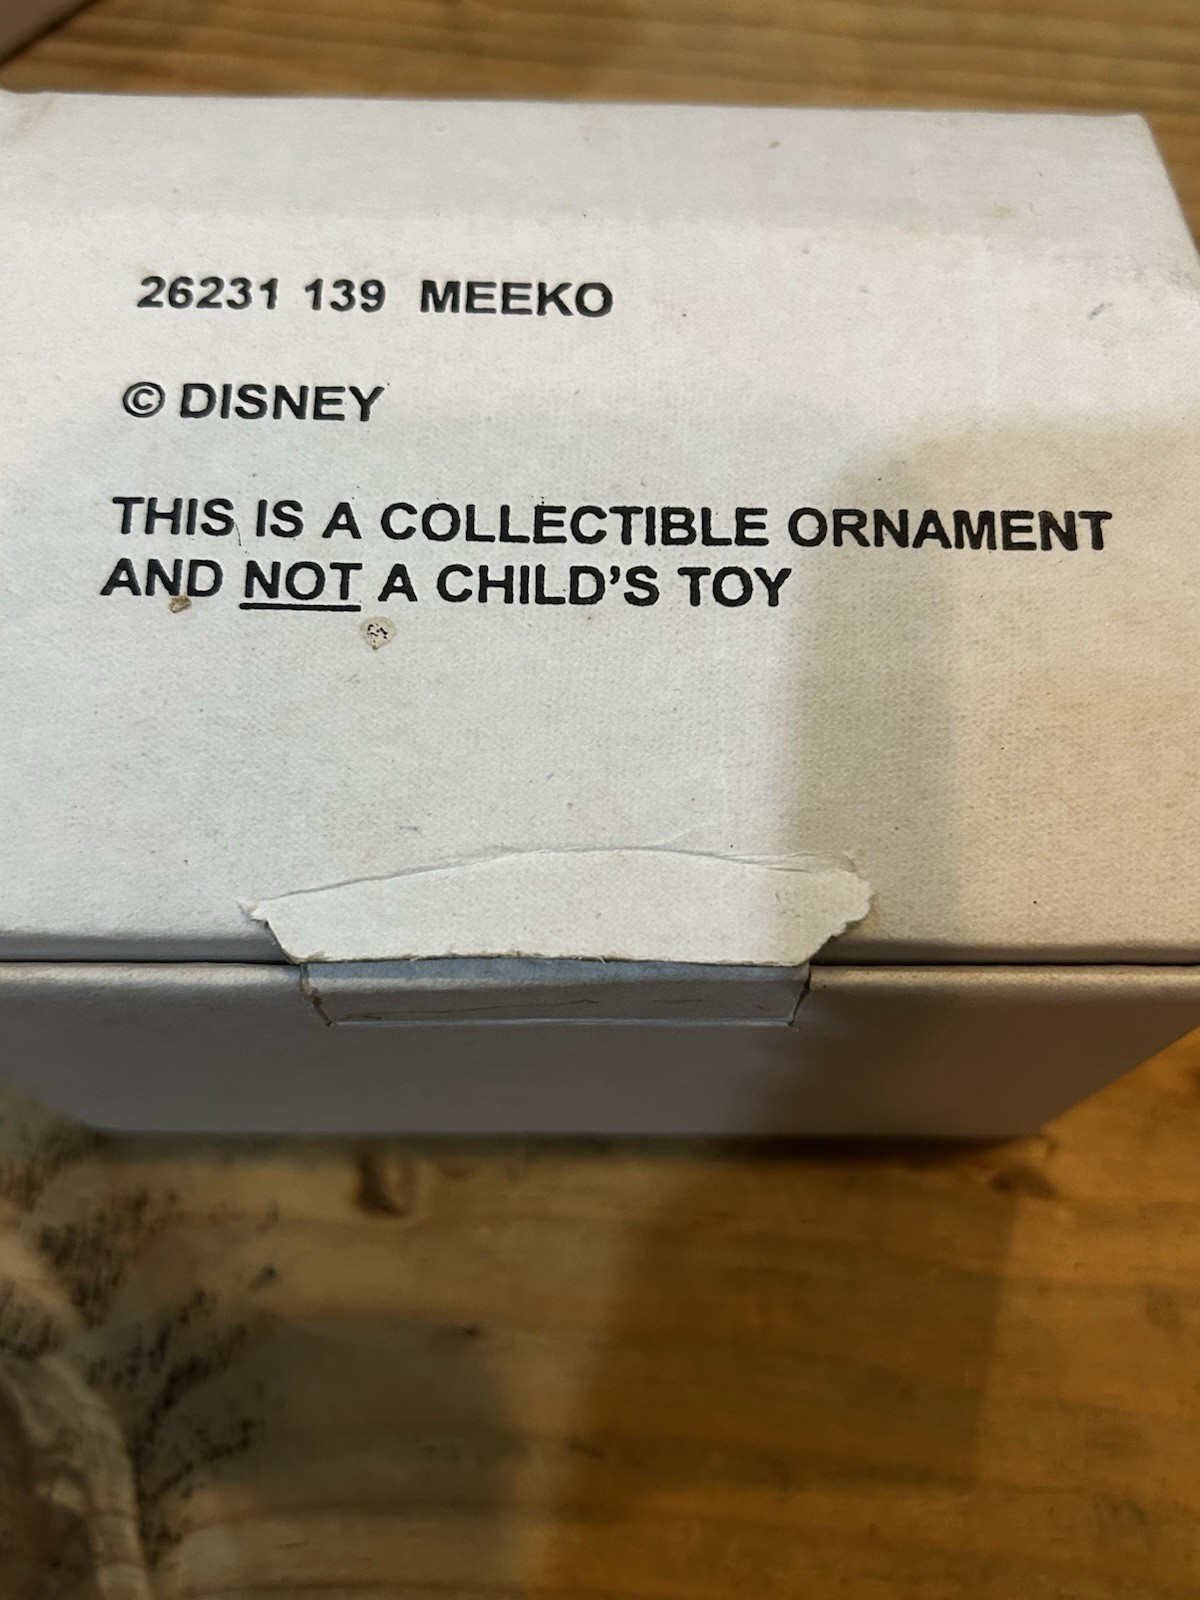 26231 139 MEEKO
© DISNEY
THIS IS A COLLECTIBLE ORNAMENT
AND NOT A CHILD'S TOY